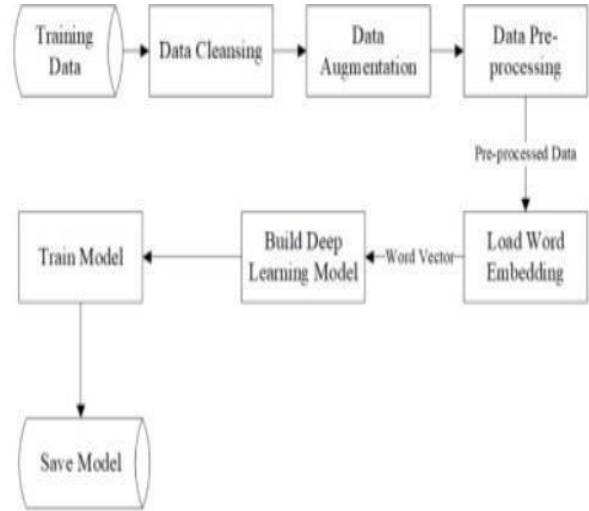 Training
Data
Data Cleansing
Data
Augmentation
Data Pre-
processing
Pre-processed Data
Load Word
Embedding
Word Vector
Build Deep
Learning Model
Train Model
Save Model